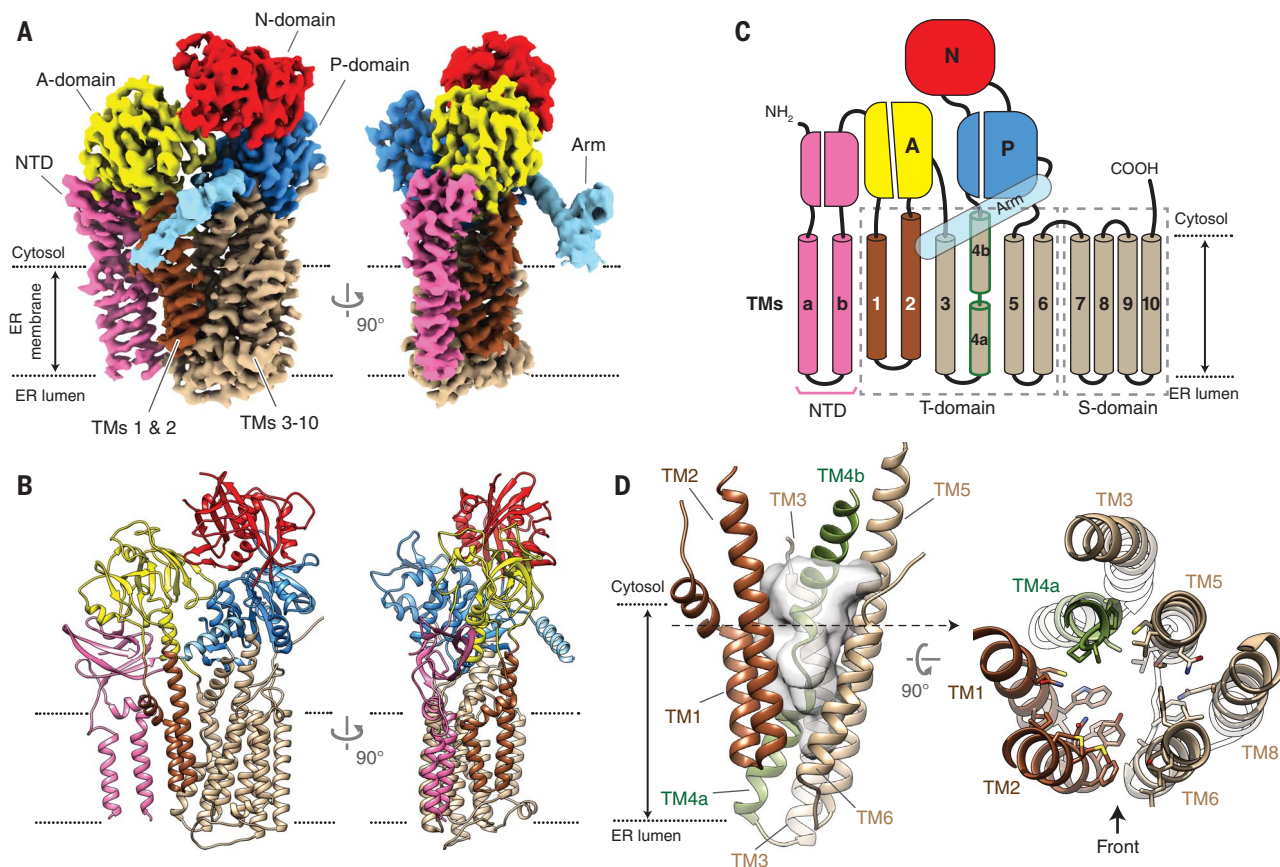 A
N-domain
P-domain
A-domain
Arm
NTD
Cytosol
ER
membrane
90°
ER lumen
TMs 1 & 2
TMs 3-10
B
90°
C
N
NH2
A
P
COOH
Arm
Cytosol
4b
TMs
a
b
1
2
3
5
6
7
8
9
10
4a
ER lumen
NTD
T-domain
S-domain
D
TM2
TM4b
TM3
TM5
Cytosol
TM1
TM4a
TM6
ER lumen
TM3
90°
TM3
TM4a
TM5
TM1
TM8
TM2
TM6
Front